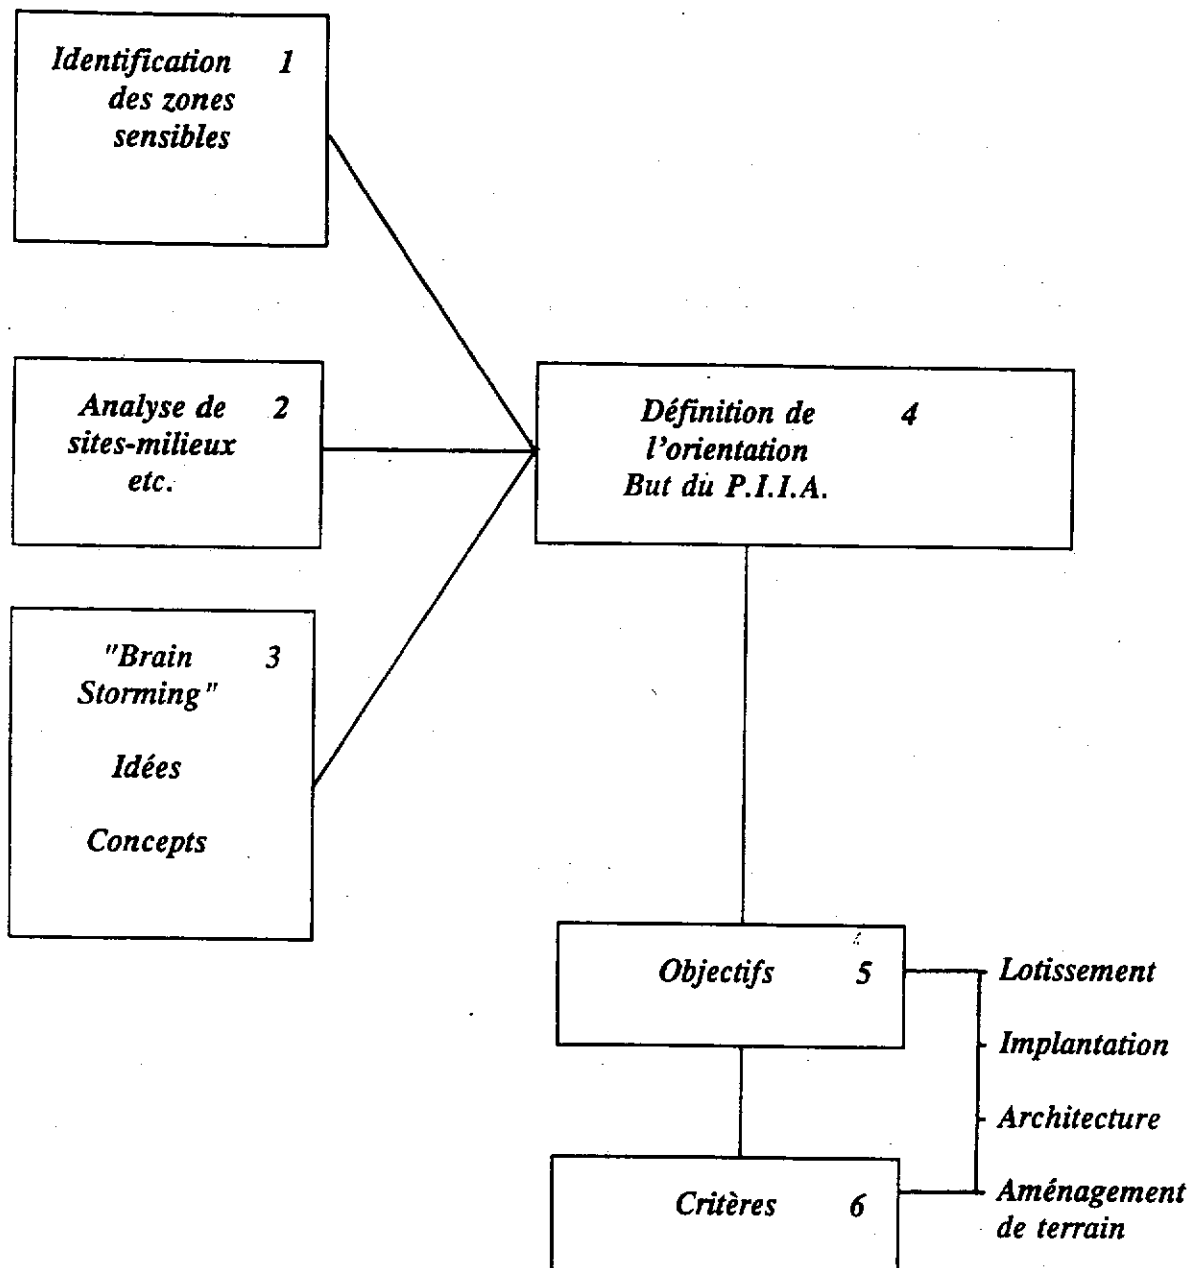 Identification 1
des zones
sensibles
Analyse de 2
sites-milieux
etc.
"Brain 3
Storming"
Idées
Concepts
Définition de 4
l'orientation
But du P.I.I.A.
Objectifs 5
Lotissement
Implantation
Architecture
Critères 6
Aménagement
de terrain